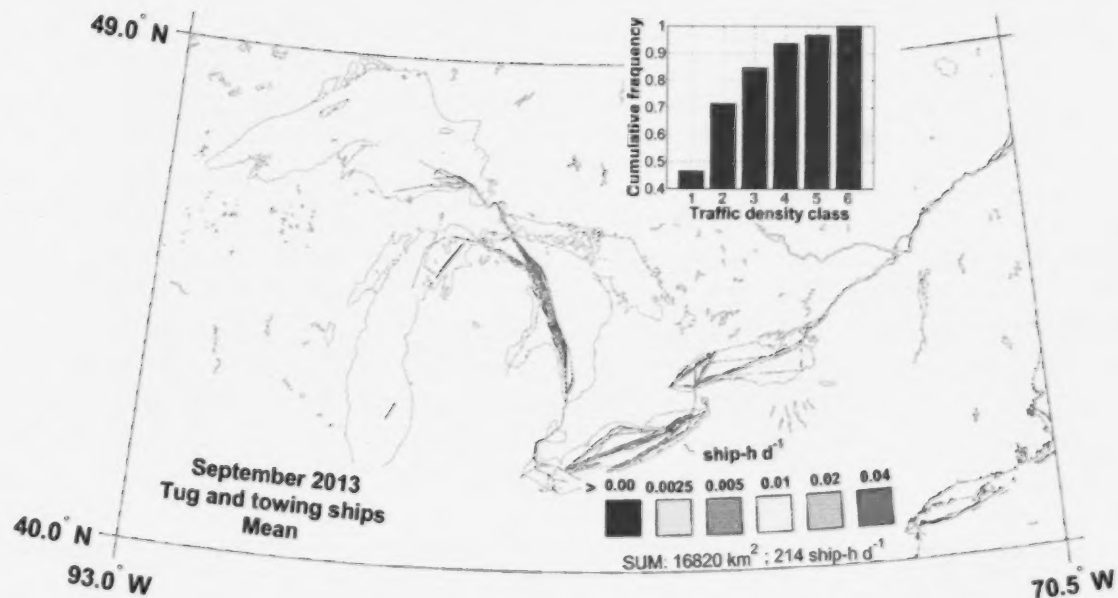 49.0° N
Cumulative frequency
1
0.9
0.8
0.7
0.6
0.5
0.4
1 2 3 4 5 6
Traffic density class
ship-h d⁻¹
> 0.00 0.0025 0.005 0.01 0.02 0.04
SUM: 16820 km² ; 214 ship-h d⁻¹
September 2013
Tug and towing ships
Mean
40.0° N
93.0° W
70.5° W